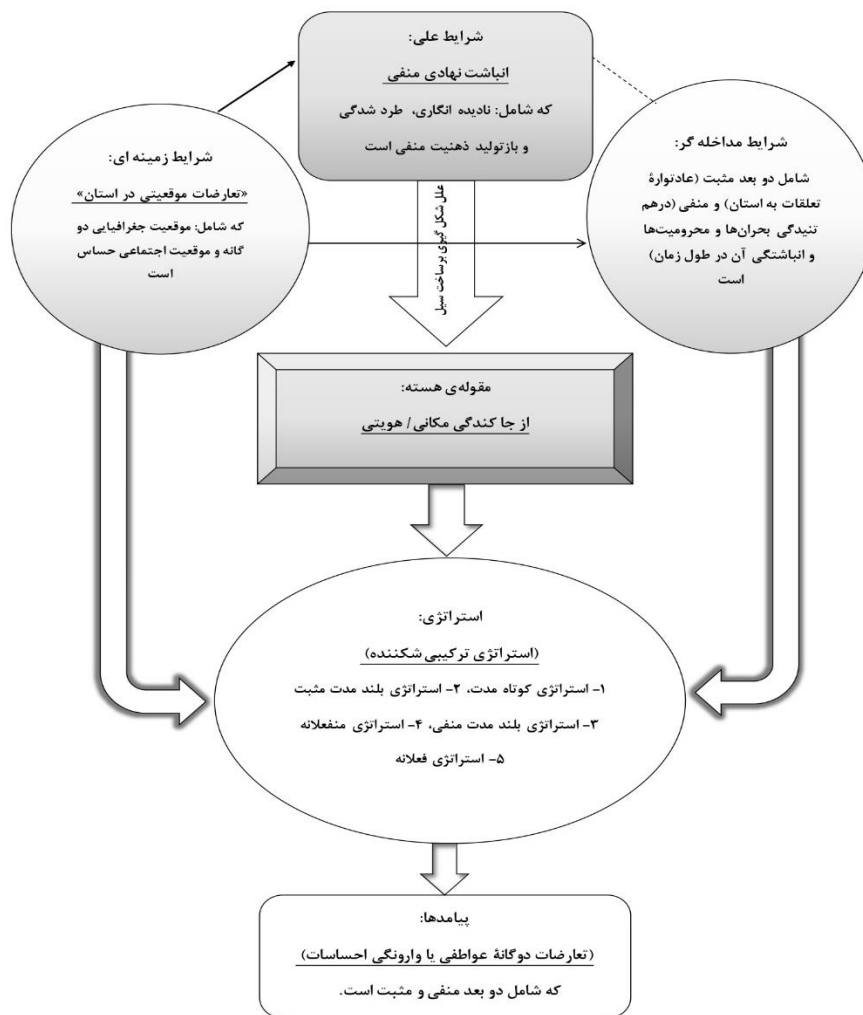 شرایط علی:
انباشت نهادی منفی
که شامل: نادیده انگاری، طرد شدگی
و بازتولید ذهنیت منفی است
شرایط مداخله گر:
شامل دو بعد مثبت (عادتوارۀ
تعلقات به استان) و منفی (درهم
تنیدگی بحران‌ها و محرومیت‌ها
و انباشتگی آن در طول زمان)
است
شرایط زمینه ای:
«تعارضات موقعیتی در استان»
که شامل: موقعیت جغرافیایی دو
گانه و موقعیت اجتماعی حساس
است
علل شکل گیری برساخت سیل
مقوله‌ی هسته:
از جا کندگی مکانی/ هویتی
استراتژی:
(استراتژی ترکیبی شکننده)
۱- استراتژی کوتاه مدت، ۲- استراتژی بلند مدت مثبت
۳- استراتژی بلند مدت منفی، ۴- استراتژی منفعلانه
۵- استراتژی فعلانه
پیامدها:
(تعارضات دوگانۀ عواطفی یا وارونگی احساسات)
که شامل دو بعد منفی و مثبت است.